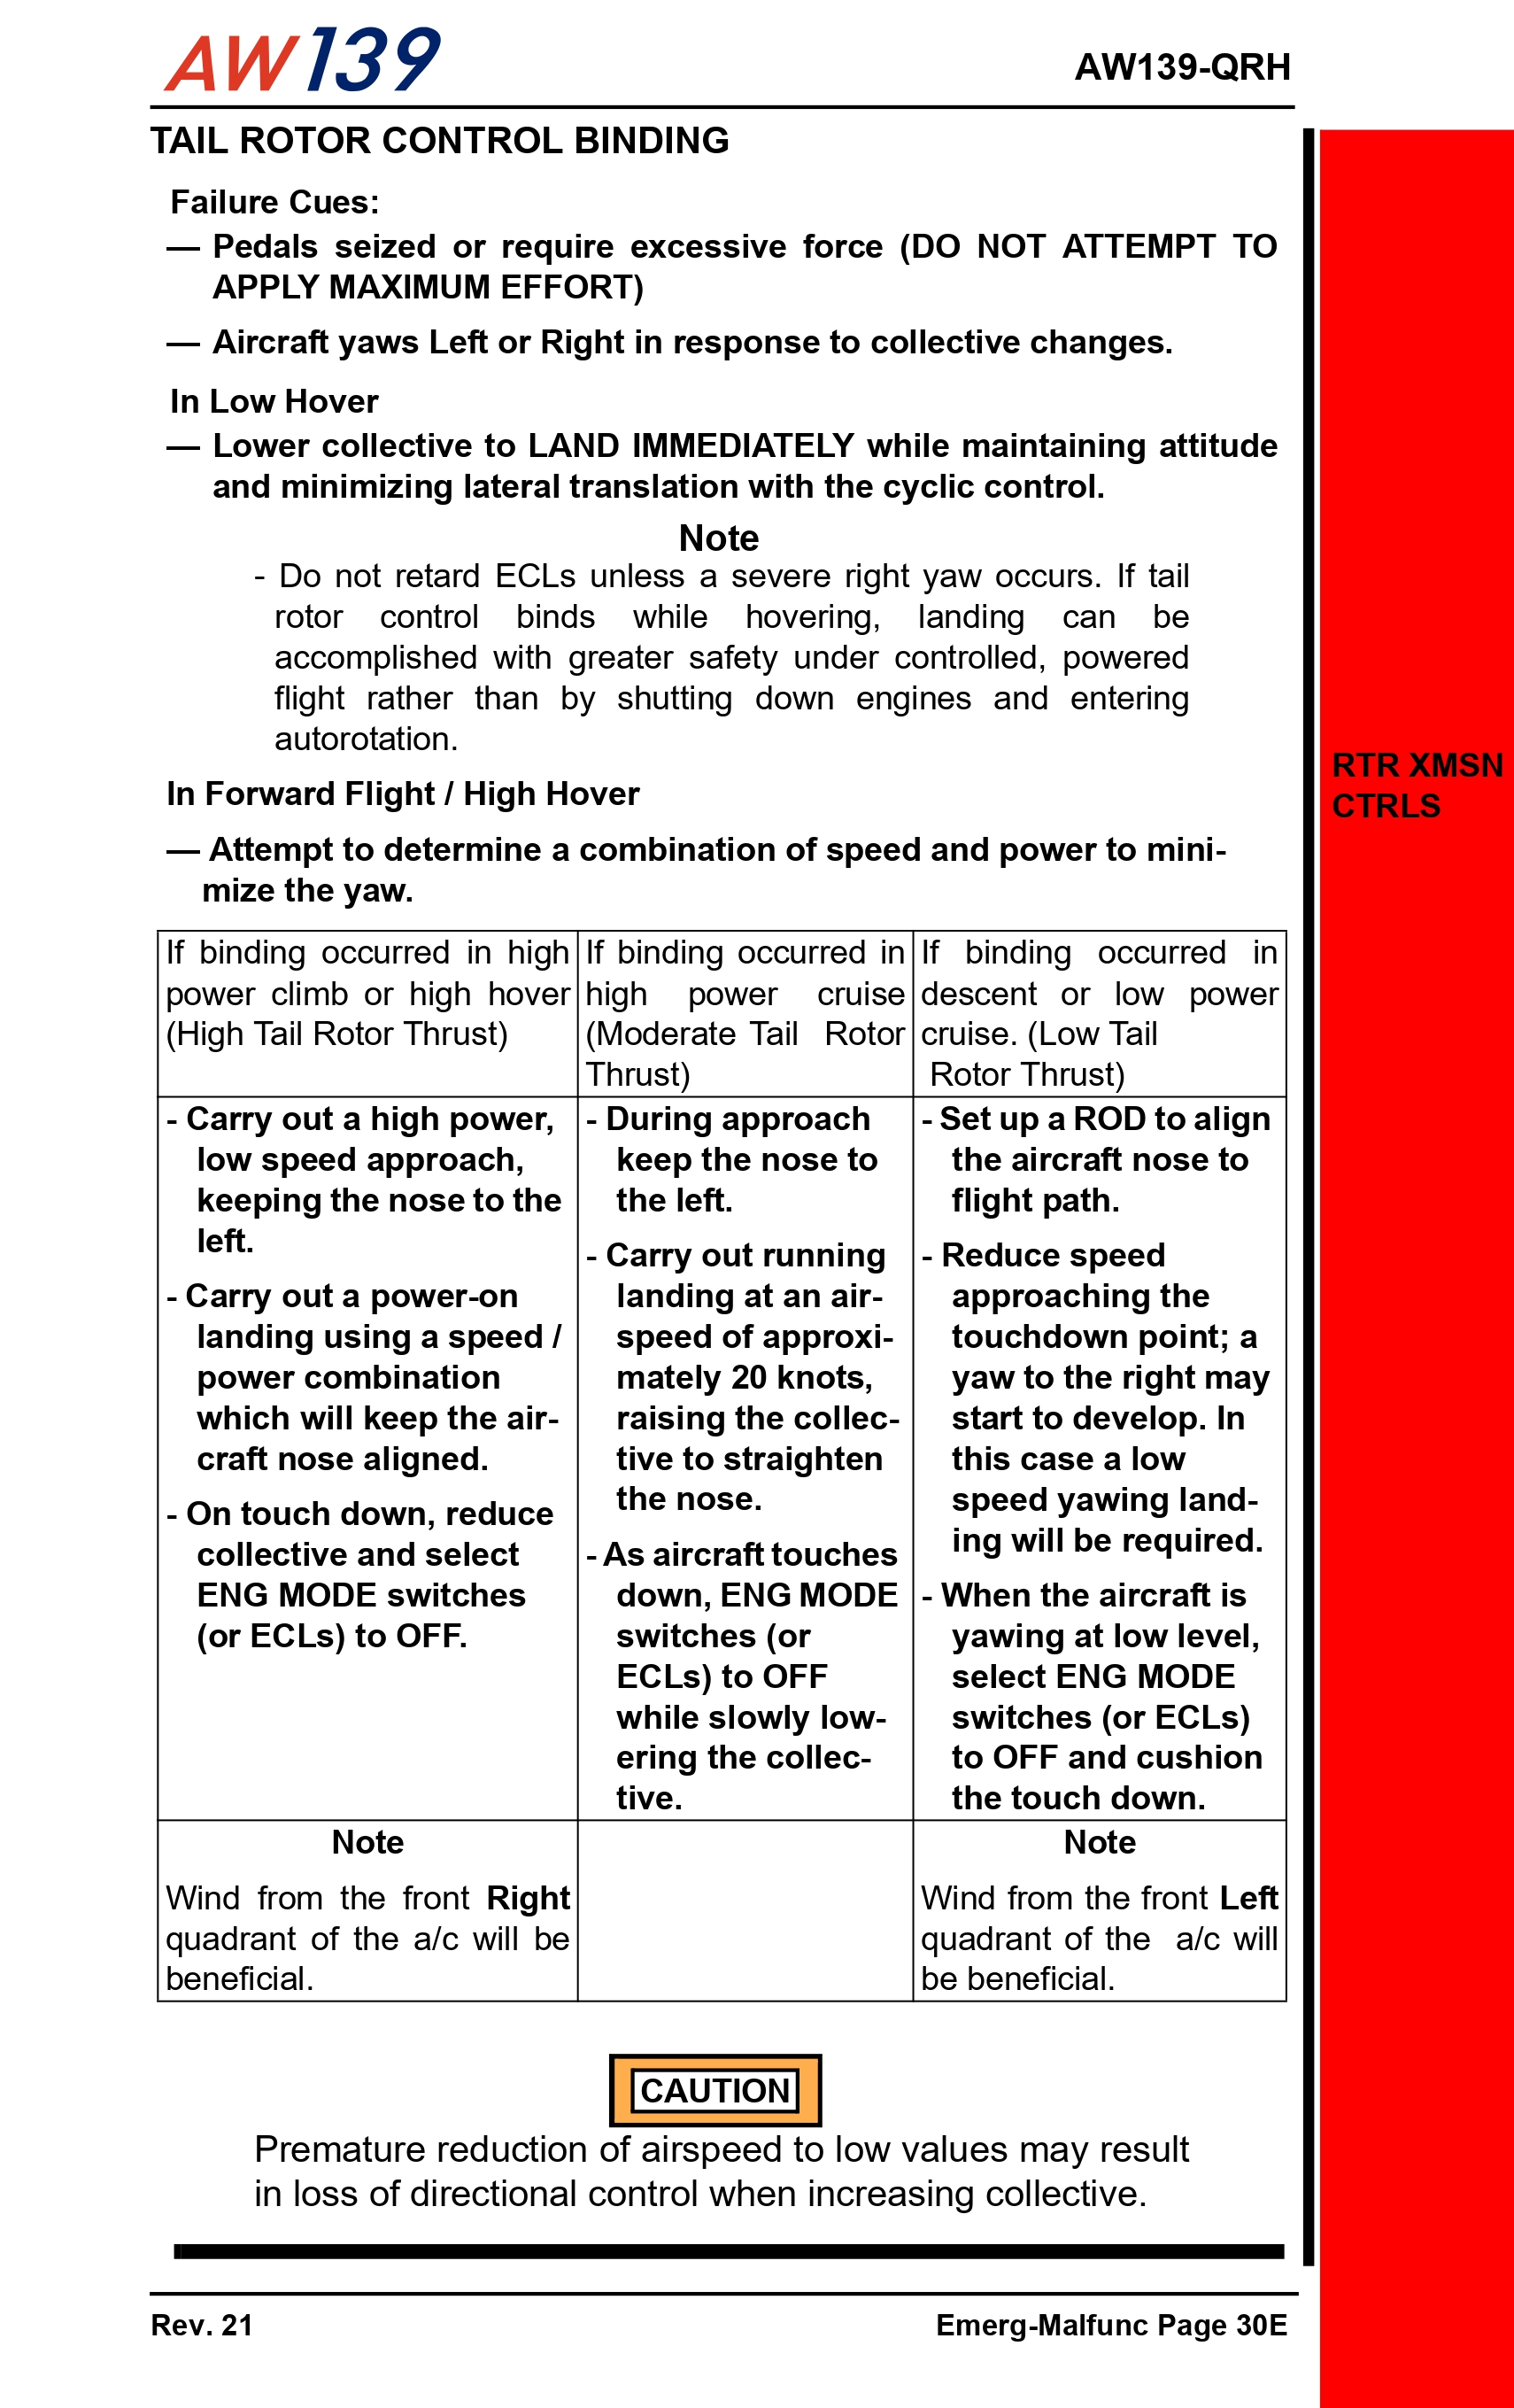 AW139
AW139-QRH
TAIL ROTOR CONTROL BINDING
Failure Cues:
— Pedals seized or require excessive force (DO NOT ATTEMPT TO
APPLY MAXIMUM EFFORT)
— Aircraft yaws Left or Right in response to collective changes.
In Low Hover
— Lower collective to LAND IMMEDIATELY while maintaining attitude
and minimizing lateral translation with the cyclic control.
Note
- Do not retard ECLs unless a severe right yaw occurs. If tail
rotor control binds while hovering, landing can be
accomplished with greater safety under controlled, powered
flight rather than by shutting down engines and entering
autorotation.
RTR XMSN
CTRLS
In Forward Flight / High Hover
— Attempt to determine a combination of speed and power to mini-
mize the yaw.
If binding occurred in high
power climb or high hover
(High Tail Rotor Thrust)
If binding occurred in
high power cruise
(Moderate Tail Rotor
Thrust)
If binding occurred in
descent or low power
cruise. (Low Tail
Rotor Thrust)
- Carry out a high power,
low speed approach,
keeping the nose to the
left.
- Carry out a power-on
landing using a speed /
power combination
which will keep the air-
craft nose aligned.
- On touch down, reduce
collective and select
ENG MODE switches
(or ECLs) to OFF.
- During approach
keep the nose to
the left.
- Carry out running
landing at an air-
speed of approxi-
mately 20 knots,
raising the collec-
tive to straighten
the nose.
- As aircraft touches
down, ENG MODE
switches (or
ECLs) to OFF
while slowly low-
ering the collec-
tive.
- Set up a ROD to align
the aircraft nose to
flight path.
- Reduce speed
approaching the
touchdown point; a
yaw to the right may
start to develop. In
this case a low
speed yawing land-
ing will be required.
- When the aircraft is
yawing at low level,
select ENG MODE
switches (or ECLs)
to OFF and cushion
the touch down.
Note
Wind from the front Right
quadrant of the a/c will be
beneficial.
Note
Wind from the front Left
quadrant of the a/c will
be beneficial.
CAUTION
Premature reduction of airspeed to low values may result
in loss of directional control when increasing collective.
Rev. 21
Emerg-Malfunc Page 30E